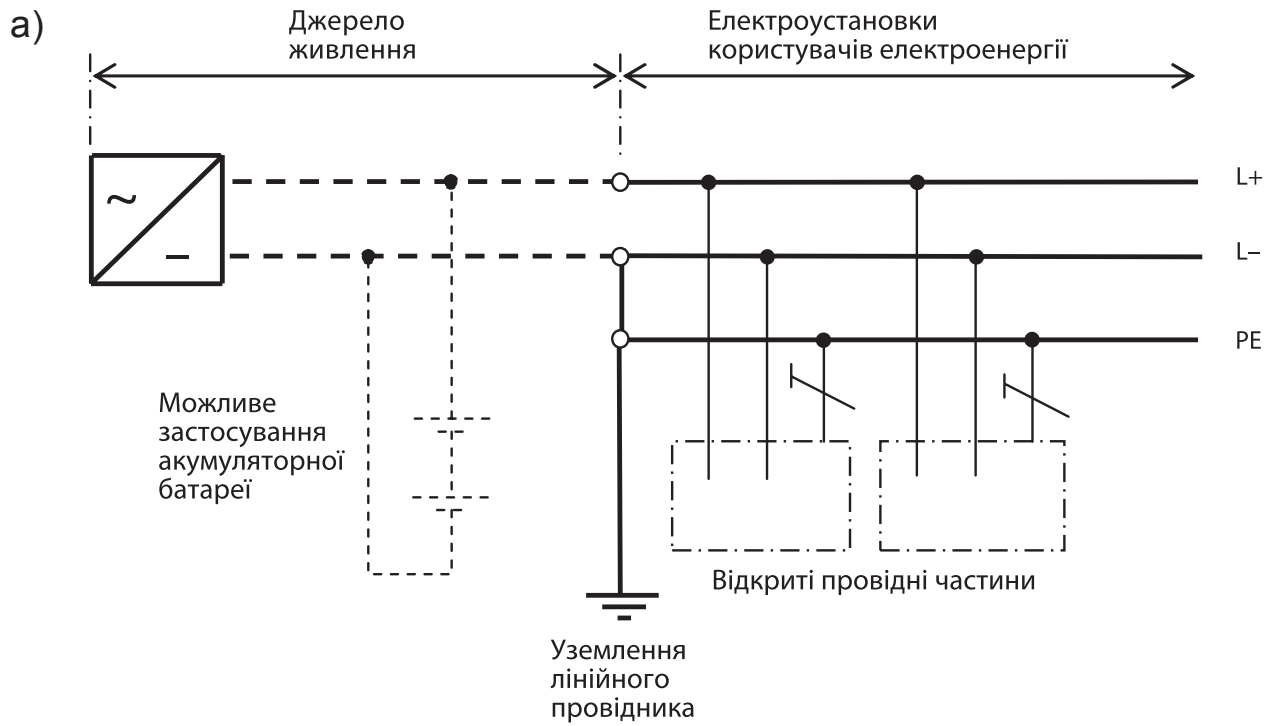 а)
Джерело
живлення
Електроустановки
користувачів електроенергії
~
–
L+
L–
PE
Можливе
застосування
акумуляторної
батареї
Відкриті провідні частини
Уземлення
лінійного
провідника